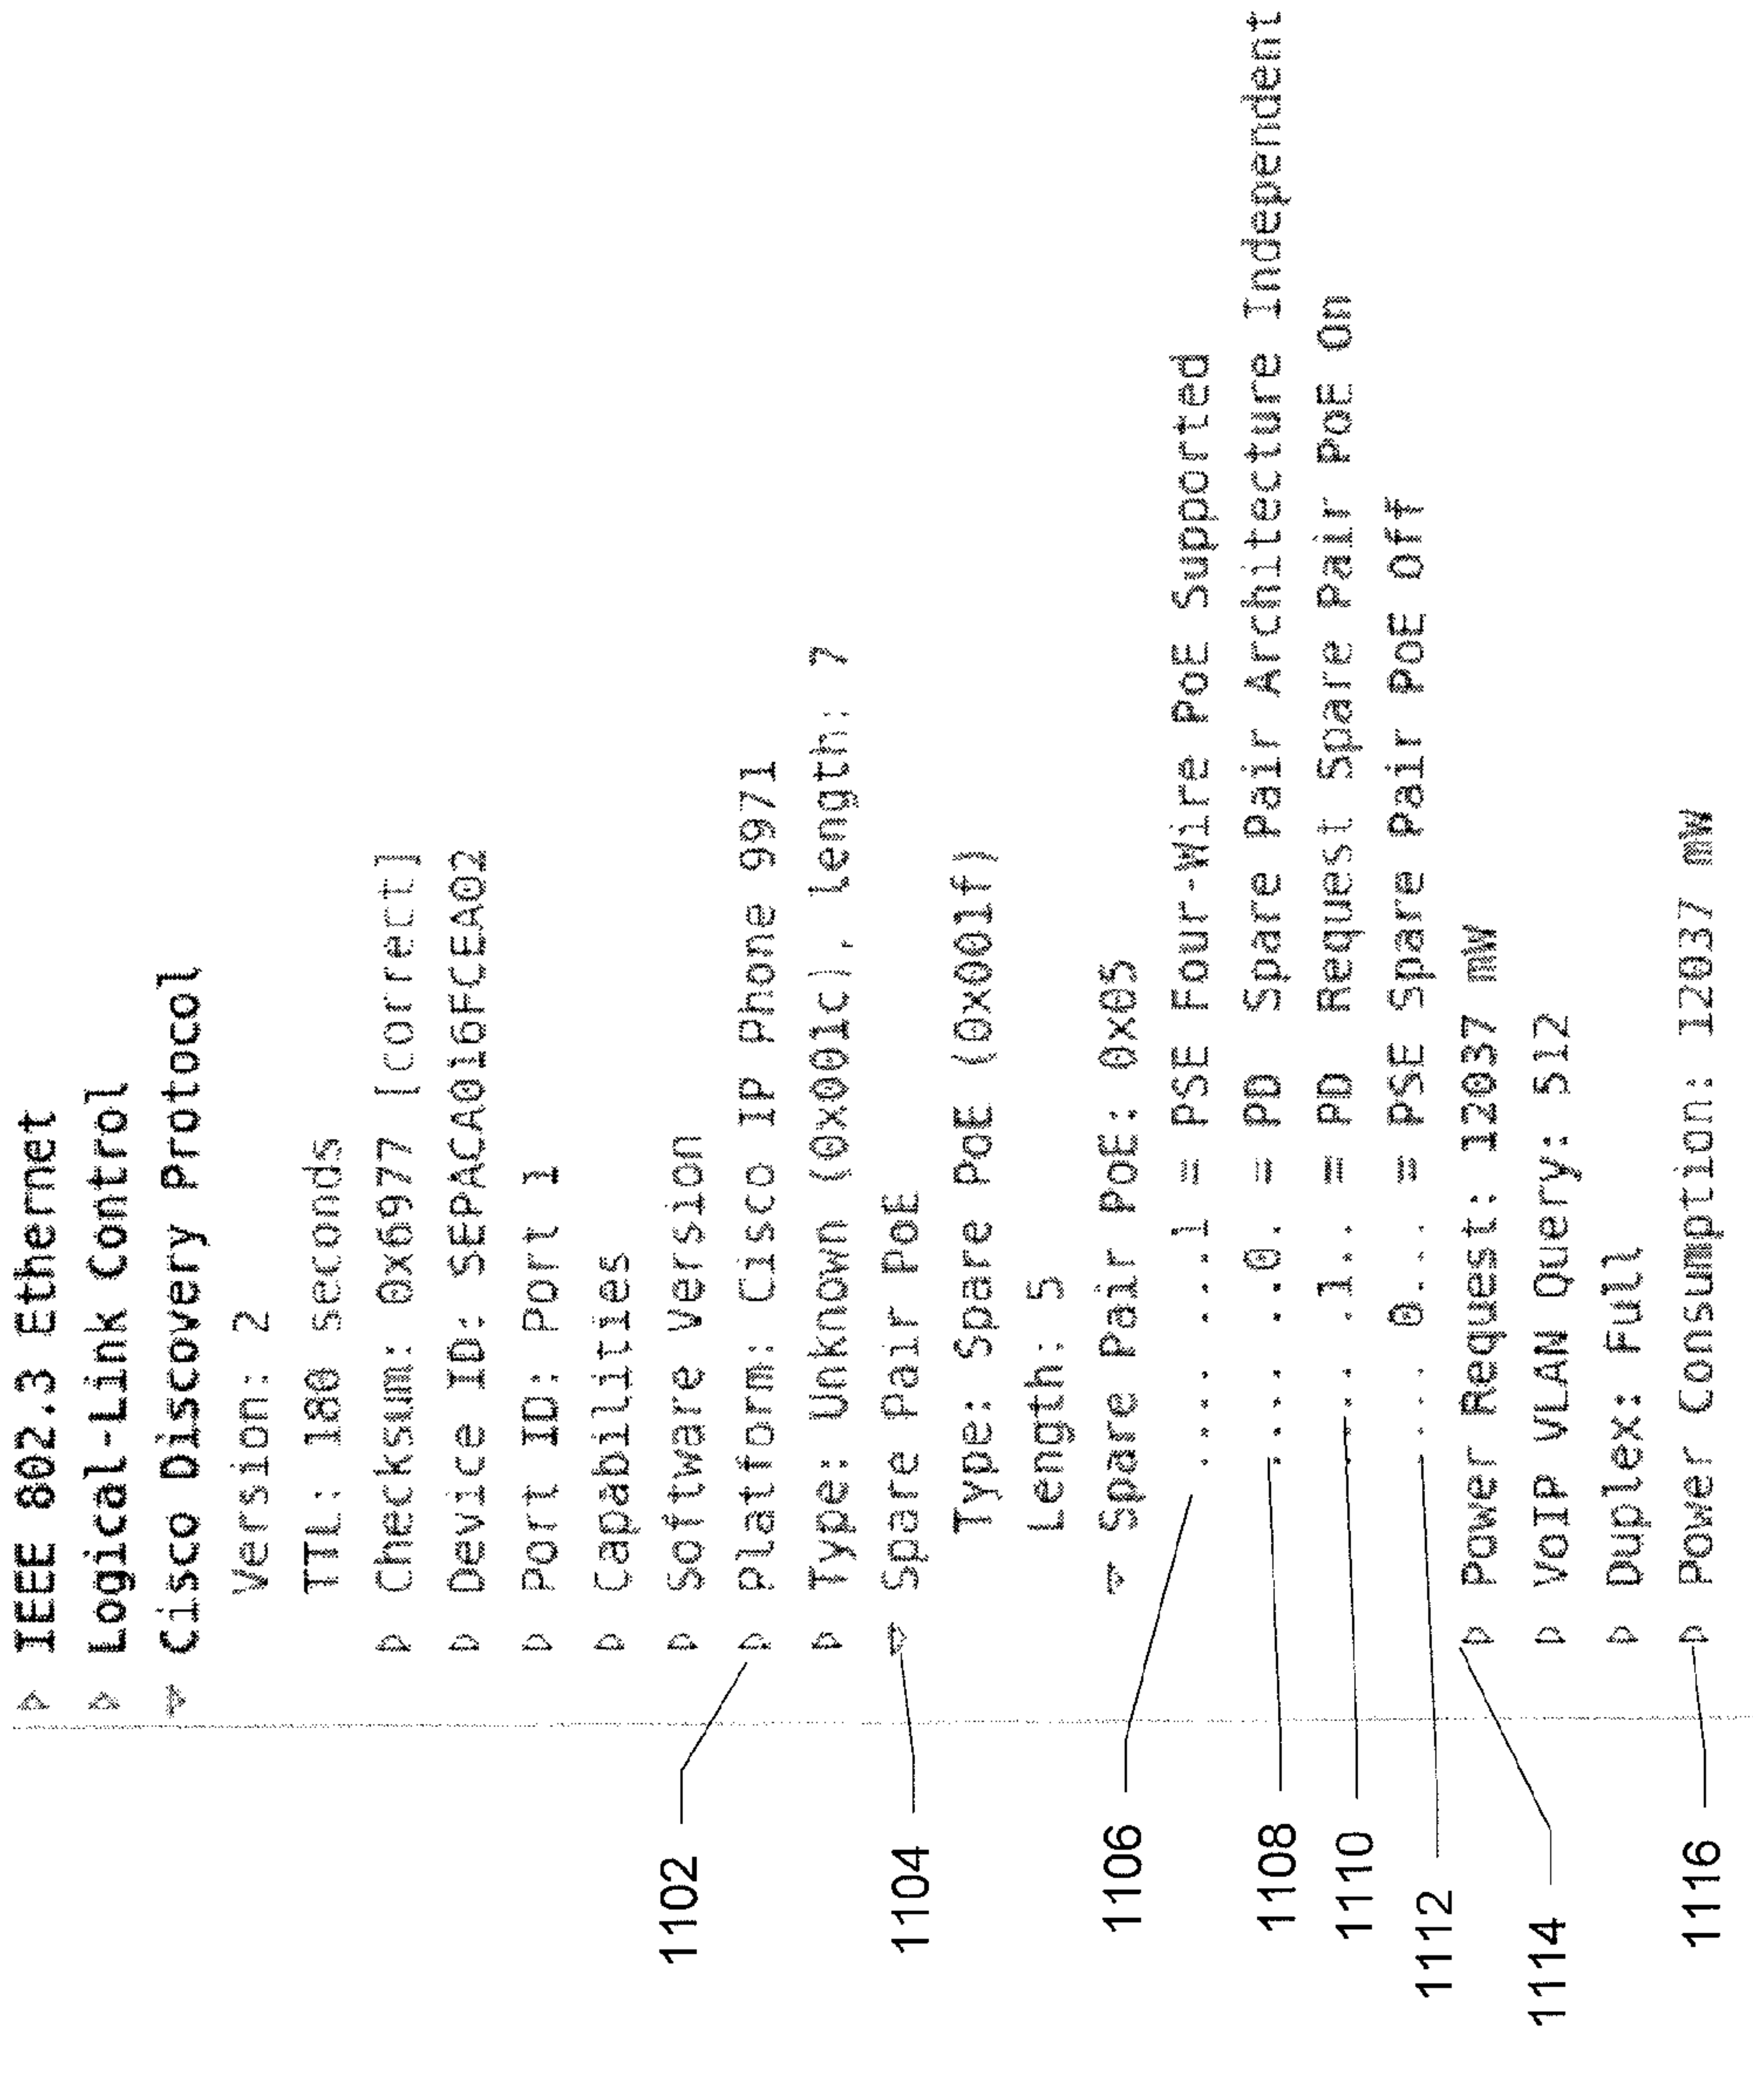 IEEE 802.3 Ethernet
Logical-Link Control
Cisco Discovery Protocol
Version: 2
TTL: 180 seconds
Checksum: 0x6977 [correct]
Device ID: SEPACA016FCEA02
Port ID: Port 1
Capabilities
Software Version
Platform: Cisco IP Phone 9971
Type: Unknown (0x001c), length: 7
Spare Pair PoE
Type: Spare PoE (0x001f)
Length: 5
Spare Pair PoE: 0x05
.... ...1 = PSE Four-Wire PoE Supported
.... ..0. = PD Spare Pair Architecture Independent
.... .1.. = PD Request Spare Pair PoE On
.... 0... = PSE Spare Pair PoE Off
Power Request: 12037 mW
VoIP VLAN Query: 512
Duplex: Full
Power Consumption: 12037 mW
1102
1104
1106
1108
1110
1112
1114
1116